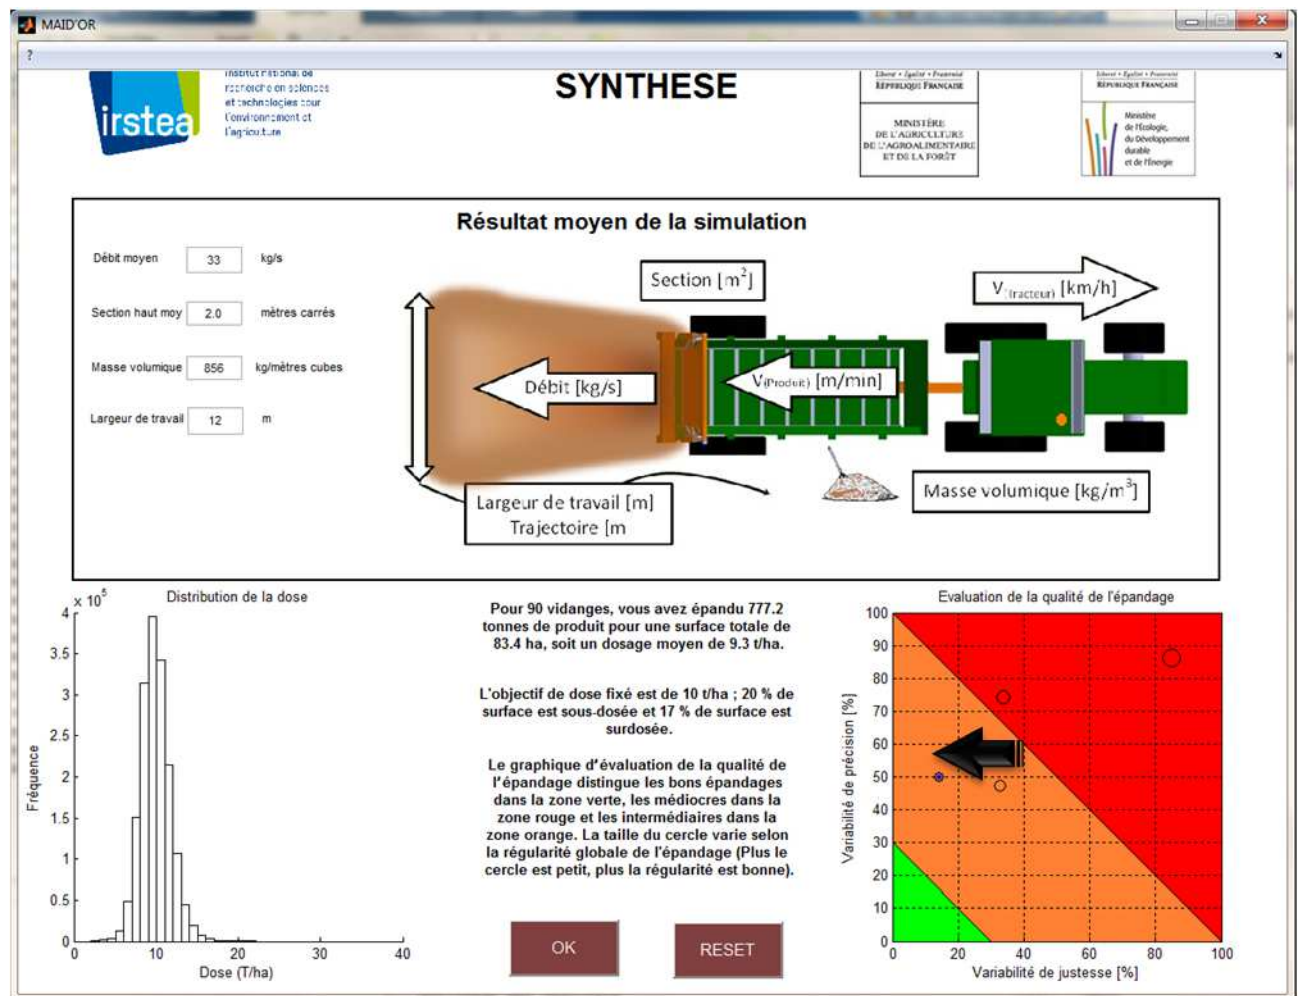 MAID'OR
?
irstea
Institut national de
recherche en sciences
et technologies pour
l'environnement et
l'agriculture
SYNTHESE
Liberté • Égalité • Fraternité
RÉPUBLIQUE FRANÇAISE
MINISTÈRE
DE L'AGRICULTURE
DE L'AGROALIMENTAIRE
ET DE LA FORÊT
Liberté • Égalité • Fraternité
RÉPUBLIQUE FRANÇAISE
Ministère
de l'Écologie,
du Développement
durable
et de l'Énergie
Résultat moyen de la simulation
Débit moyen 33 kg/s
Section haut moy 2.0 mètres carrés
Masse volumique 856 kg/mètres cubes
Largeur de travail 12 m
Section [m²]
V (Tracteur) [km/h]
Débit [kg/s]
V(Produit) [m/min]
Largeur de travail [m]
Trajectoire [m
Masse volumique [kg/m³]
Distribution de la dose
x 10⁵
4
3.5
3
2.5
2
1.5
1
0.5
0
0 10 20 30 40
Fréquence
Dose (T/ha)
Pour 90 vidanges, vous avez épandu 777.2
tonnes de produit pour une surface totale de
83.4 ha, soit un dosage moyen de 9.3 t/ha.
L'objectif de dose fixé est de 10 t/ha ; 20 % de
surface est sous-dosée et 17 % de surface est
surdosée.
Le graphique d'évaluation de la qualité de
l'épandage distingue les bons épandages
dans la zone verte, les médiocres dans la
zone rouge et les intermédiaires dans la
zone orange. La taille du cercle varie selon
la régularité globale de l'épandage (Plus le
cercle est petit, plus la régularité est bonne).
OK
RESET
Evaluation de la qualité de l'épandage
100
90
80
70
60
50
40
30
20
10
0
0 20 40 60 80 100
Variabilité de précision [%]
Variabilité de justesse [%]